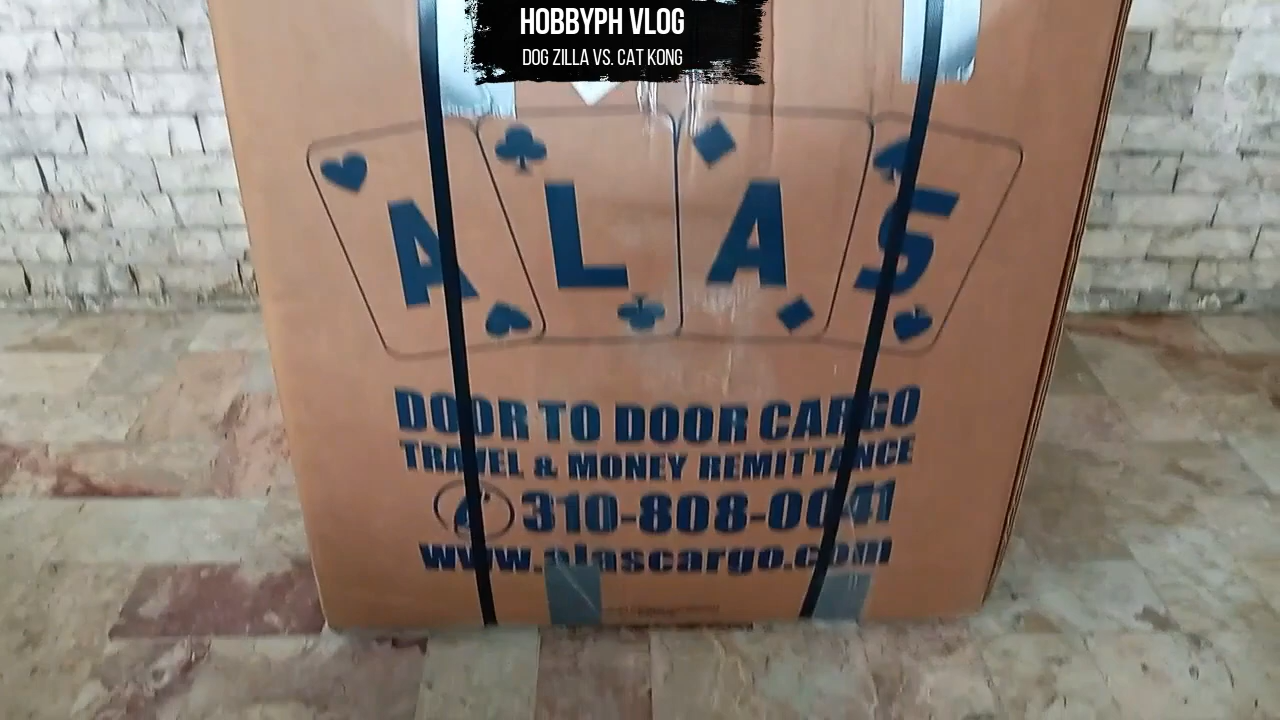 HOBBYPH VLOG
DOG ZILLA VS. CAT KONG
ALAS
DOOR TO DOOR CARGO
TRAVEL & MONEY REMITTANCE
310-808-0041
www.alascargo.com